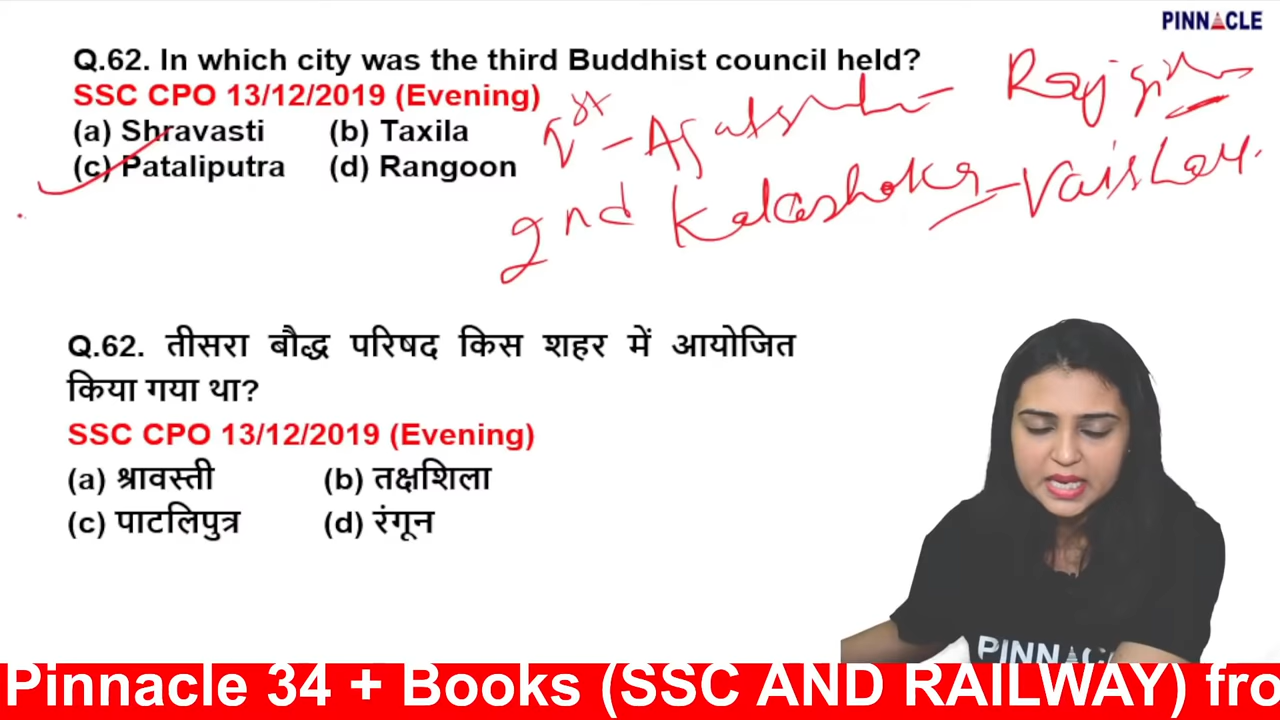 PINNACLE
Q.62. In which city was the third Buddhist council held?
SSC CPO 13/12/2019 (Evening)
(a) Shravasti (b) Taxila
(c) Pataliputra (d) Rangoon
2nd Kalashoka - Vaishali
Q.62. तीसरा बौद्ध परिषद किस शहर में आयोजित
किया गया था?
SSC CPO 13/12/2019 (Evening)
(a) श्रावस्ती (b) तक्षशिला
(c) पाटलिपुत्र (d) रंगून
PINNACLE
Pinnacle 34 + Books (SSC AND RAILWAY) fro